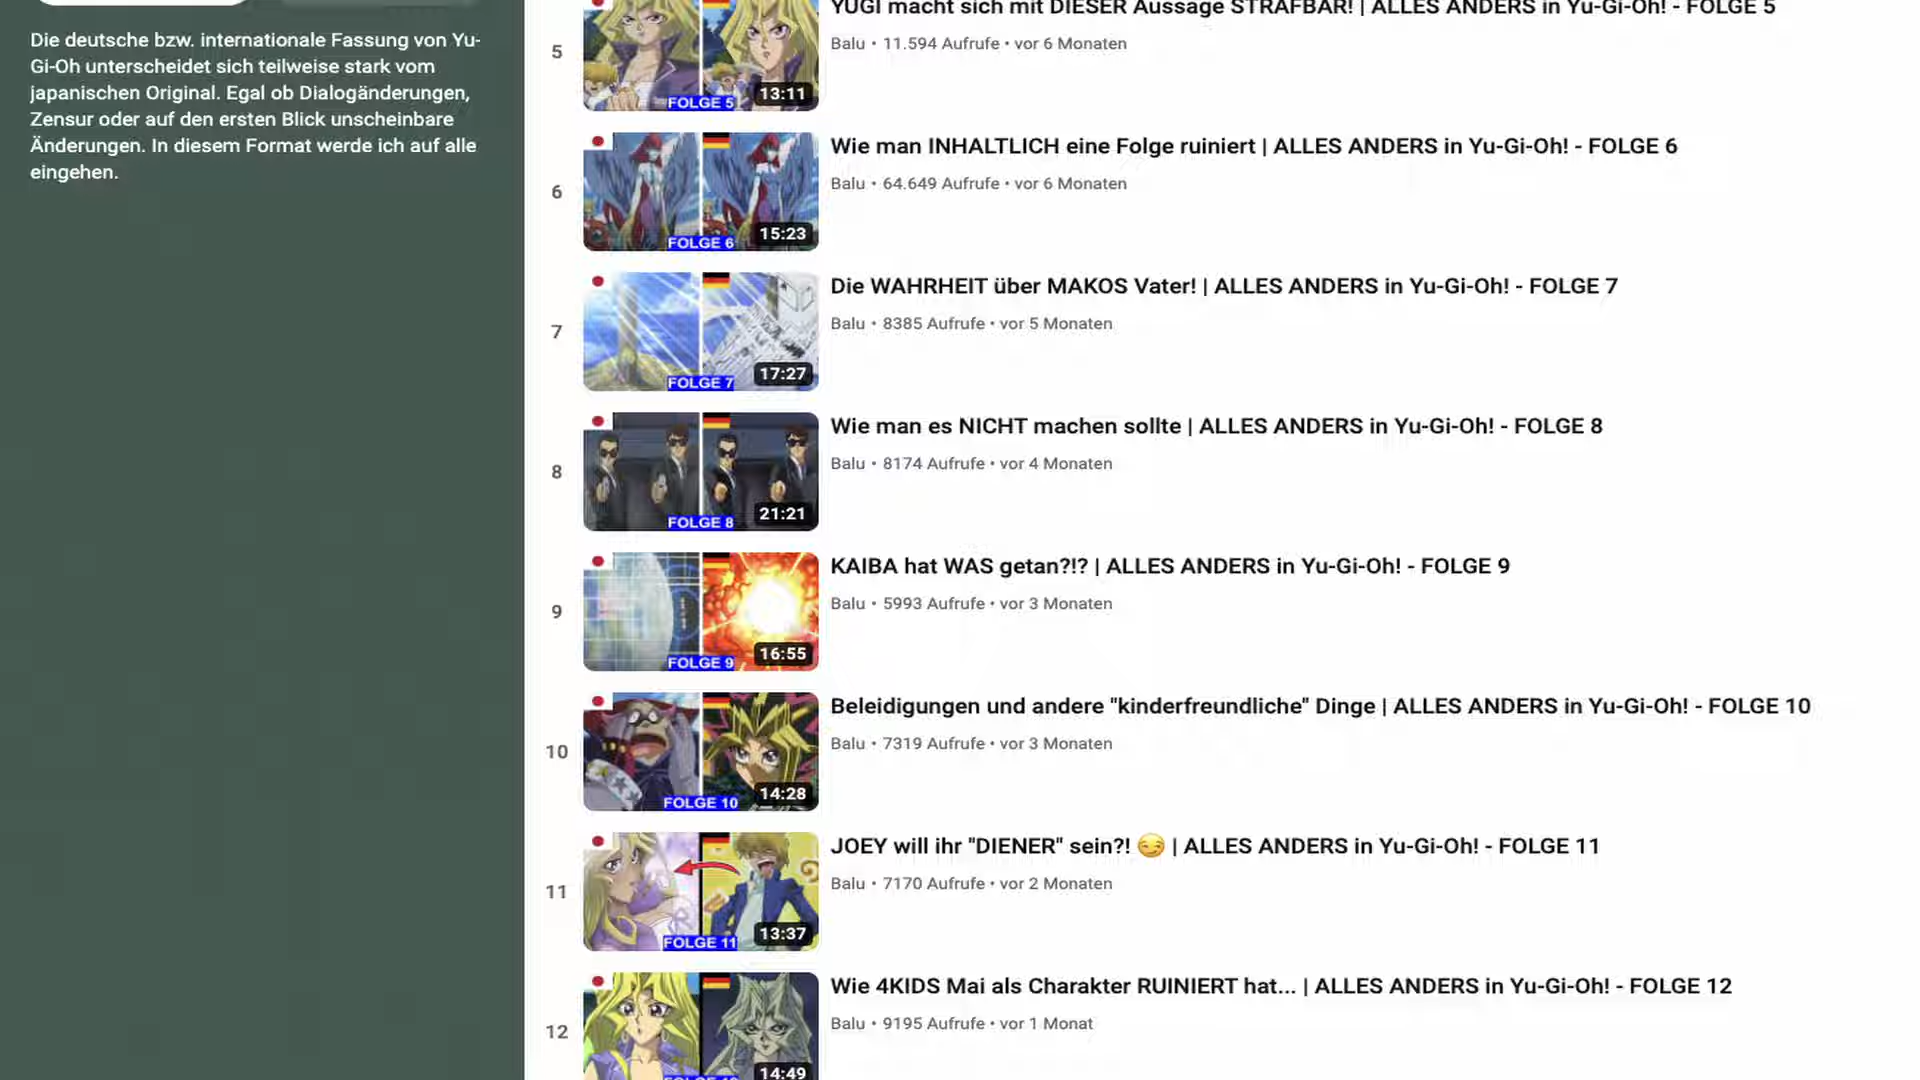 Die deutsche bzw. internationale Fassung von Yu-
Gi-Oh unterscheidet sich teilweise stark vom
japanischen Original. Egal ob Dialogänderungen,
Zensur oder auf den ersten Blick unscheinbare
Änderungen. In diesem Format werde ich auf alle
eingehen.
5
FOLGE 5
13:11
YUGI macht sich mit DIESER Aussage STRAFBAR! | ALLES ANDERS in Yu-Gi-Oh! - FOLGE 5
Balu • 11.594 Aufrufe • vor 6 Monaten
6
FOLGE 6
15:23
Wie man INHALTLICH eine Folge ruiniert | ALLES ANDERS in Yu-Gi-Oh! - FOLGE 6
Balu • 64.649 Aufrufe • vor 6 Monaten
7
FOLGE 7
17:27
Die WAHRHEIT über MAKOS Vater! | ALLES ANDERS in Yu-Gi-Oh! - FOLGE 7
Balu • 8385 Aufrufe • vor 5 Monaten
8
FOLGE 8
21:21
Wie man es NICHT machen sollte | ALLES ANDERS in Yu-Gi-Oh! - FOLGE 8
Balu • 8174 Aufrufe • vor 4 Monaten
9
FOLGE 9
16:55
KAIBA hat WAS getan?!? | ALLES ANDERS in Yu-Gi-Oh! - FOLGE 9
Balu • 5993 Aufrufe • vor 3 Monaten
10
FOLGE 10
14:28
Beleidigungen und andere "kinderfreundliche" Dinge | ALLES ANDERS in Yu-Gi-Oh! - FOLGE 10
Balu • 7319 Aufrufe • vor 3 Monaten
11
FOLGE 11
13:37
JOEY will ihr "DIENER" sein?! 😏 | ALLES ANDERS in Yu-Gi-Oh! - FOLGE 11
Balu • 7170 Aufrufe • vor 2 Monaten
12
14:49
Wie 4KIDS Mai als Charakter RUINIERT hat... | ALLES ANDERS in Yu-Gi-Oh! - FOLGE 12
Balu • 9195 Aufrufe • vor 1 Monat